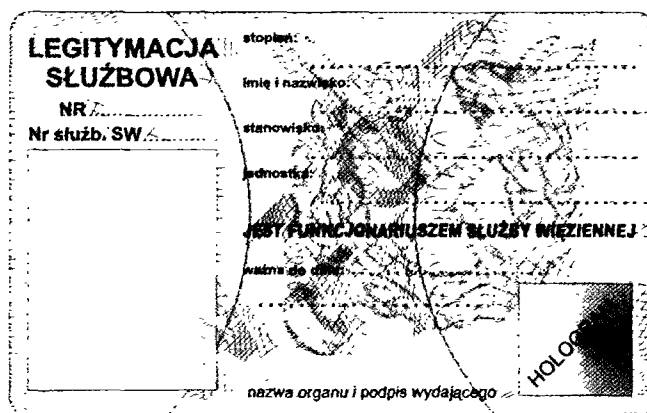 LEGITYMACJA
SŁUŻBOWA
NR
Nr służb. SW
stopień:
imię i nazwisko:
stanowisko:
jednostka:
JEST FUNKCJONARIUSZEM SŁUŻBY WIĘZIENNEJ
ważna do dnia:
nazwa organu i podpis wydającego